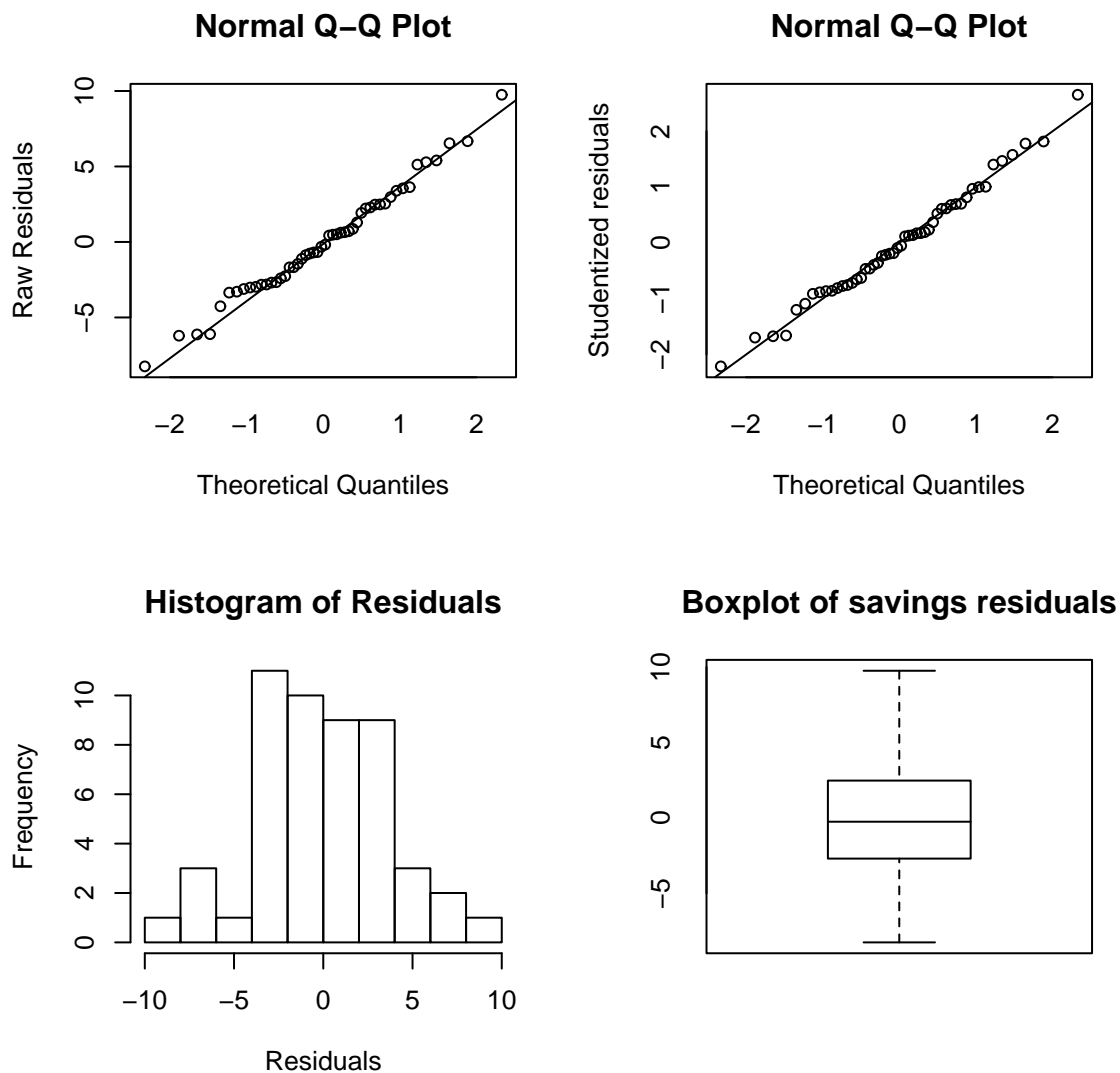 Normal Q−Q Plot
Raw Residuals
10
5
0
−5
−2 −1 0 1 2
Theoretical Quantiles
Normal Q−Q Plot
Studentized residuals
2
1
0
−1
−2
−2 −1 0 1 2
Theoretical Quantiles
Histogram of Residuals
Frequency
10
8
6
4
2
0
−10 −5 0 5 10
Residuals
Boxplot of savings residuals
10
5
0
−5